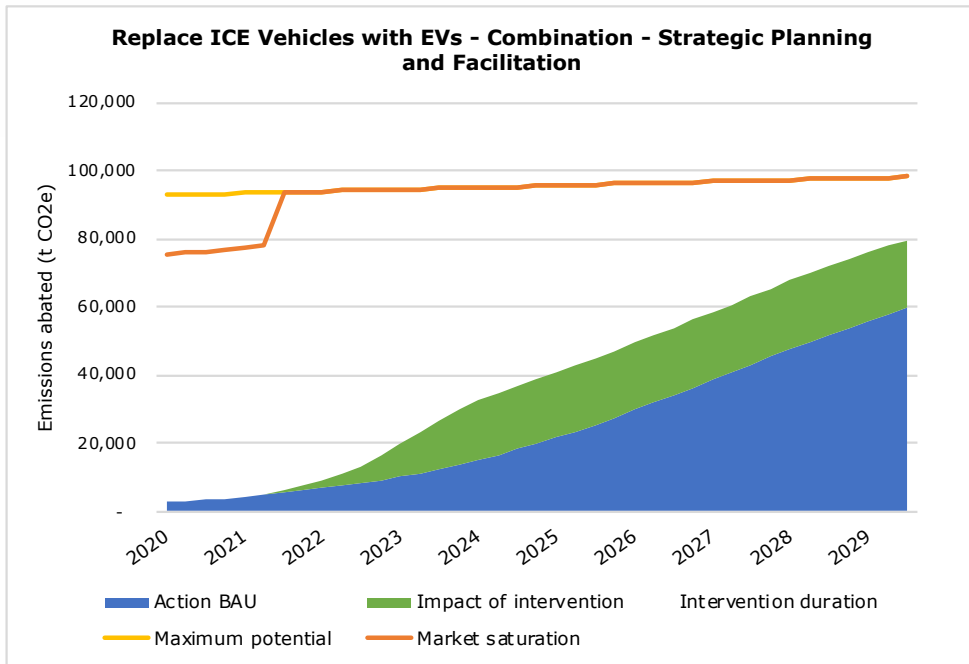 Replace ICE Vehicles with EVs - Combination - Strategic Planning
and Facilitation
120,000
100,000
80,000
60,000
40,000
20,000
-
Emissions abated (t CO2e)
2020 2021 2022 2023 2024 2025 2026 2027 2028 2029
Action BAU Impact of intervention Intervention duration
Maximum potential Market saturation